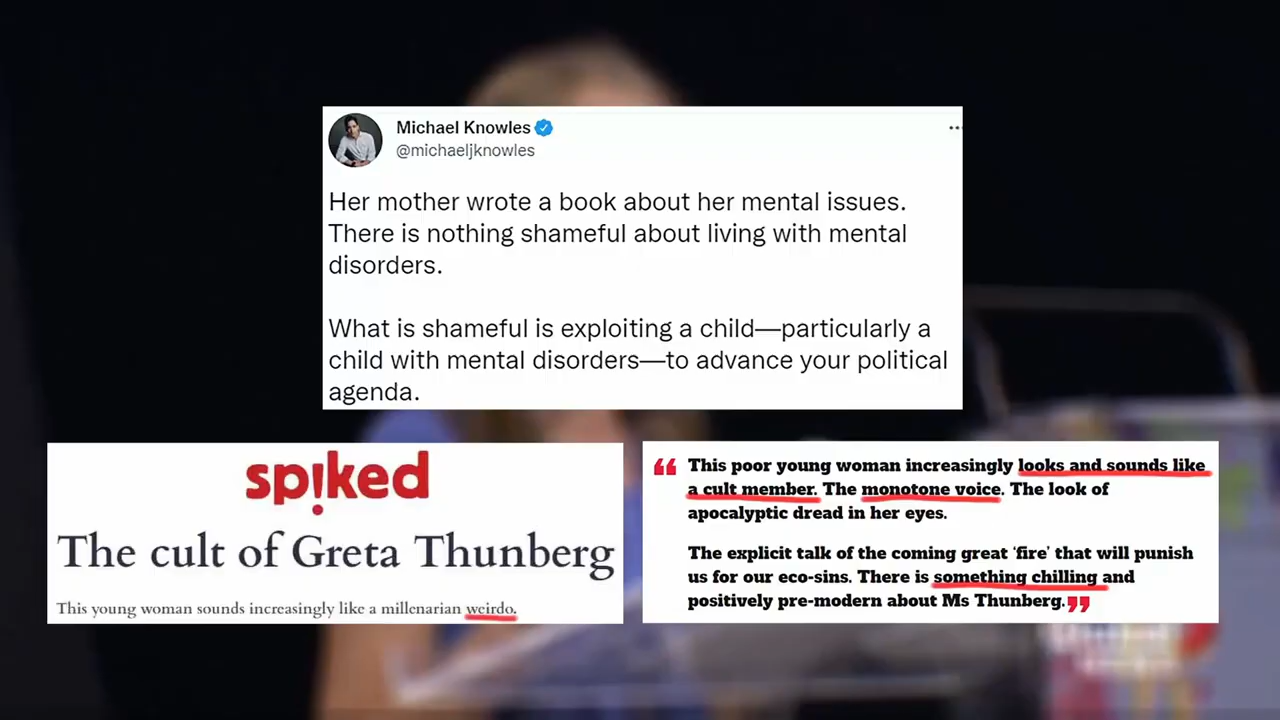 Michael Knowles
@michaeljknowles
Her mother wrote a book about her mental issues.
There is nothing shameful about living with mental
disorders.
What is shameful is exploiting a child—particularly a
child with mental disorders—to advance your political
agenda.
spiked
The cult of Greta Thunberg
This young woman sounds increasingly like a millenarian weirdo.
“ This poor young woman increasingly looks and sounds like
a cult member. The monotone voice. The look of
apocalyptic dread in her eyes.
The explicit talk of the coming great ‘fire’ that will punish
us for our eco-sins. There is something chilling and
positively pre-modern about Ms Thunberg.”